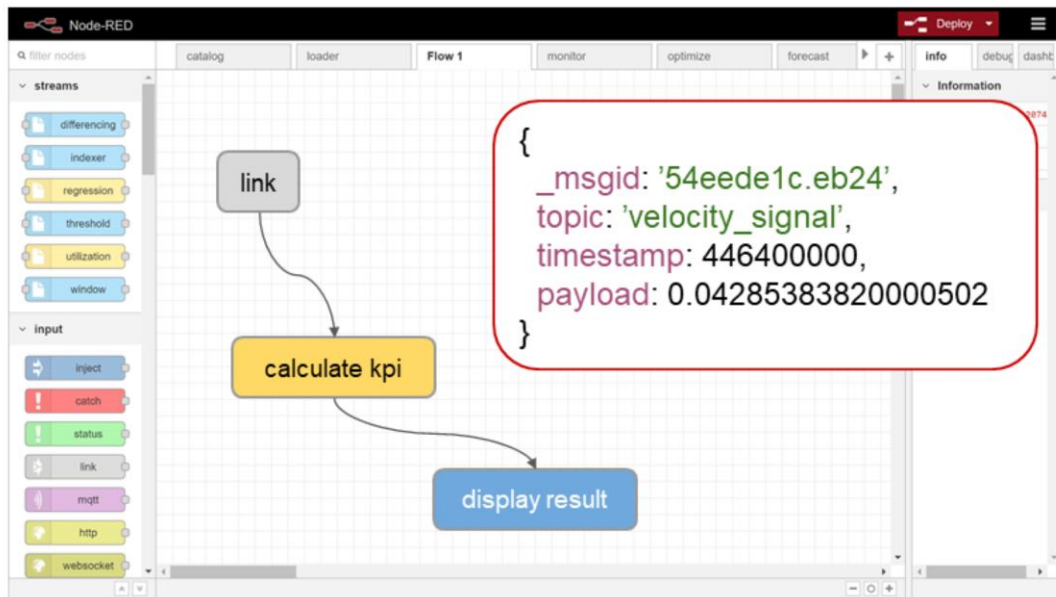 Node-RED
Deploy
filter nodes
catalog
loader
Flow 1
monitor
optimize
forecast
info
debug
dashb
streams
differencing
indexer
regression
threshold
utilization
window
input
inject
catch
status
link
mqtt
http
websocket
Information
2074
link
calculate kpi
display result
{
_msgid: '54eede1c.eb24',
topic: 'velocity_signal',
timestamp: 446400000,
payload: 0.04285383820000502
}